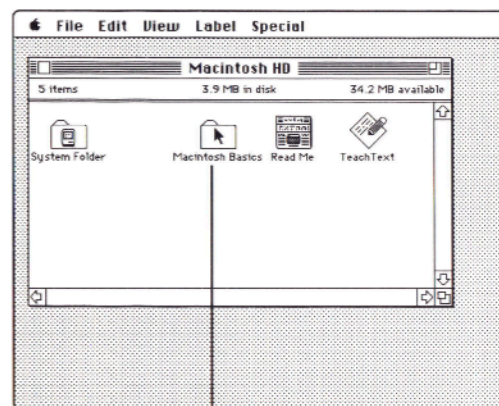 File Edit View Label Special
Macintosh HD
5 items 3.9 MB in disk 34.2 MB available
System Folder Macintosh Basics Read Me TeachText